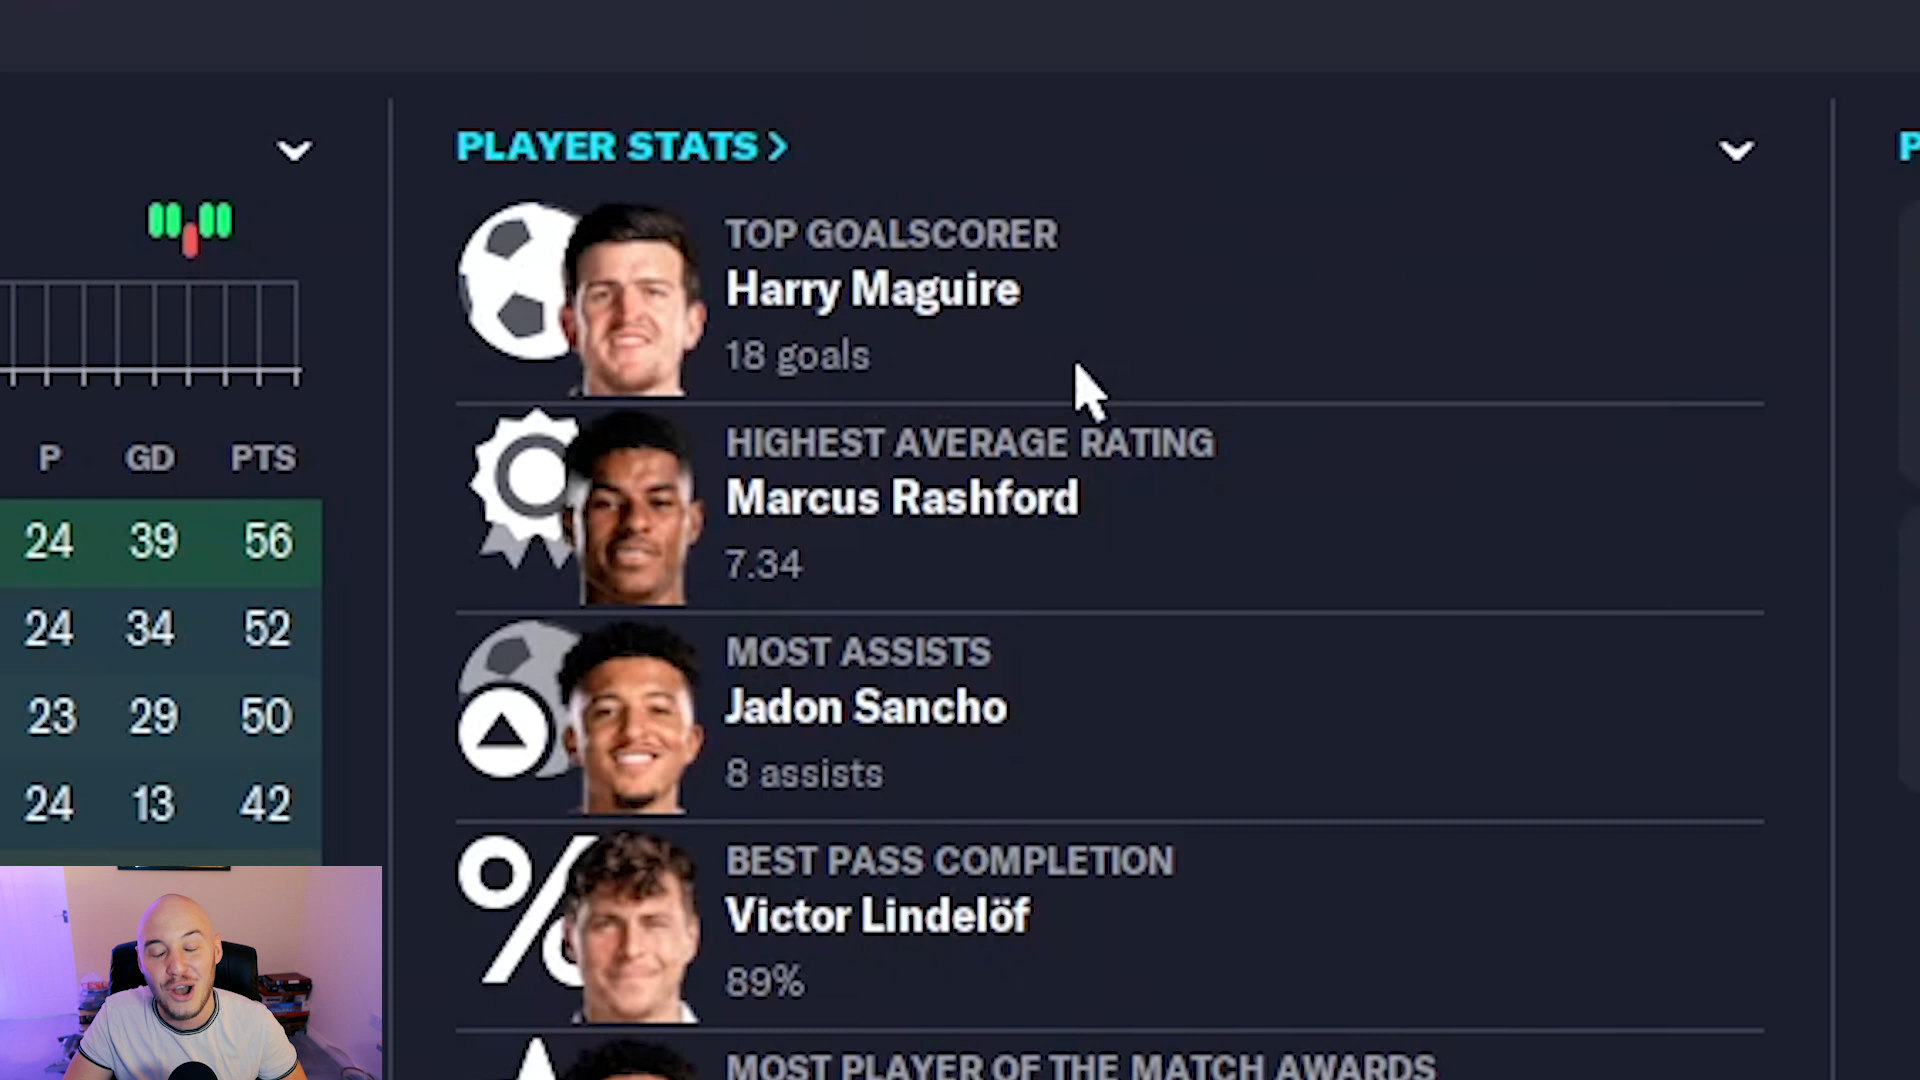 PLAYER STATS
P
TOP GOALSCORER
Harry Maguire
18 goals
HIGHEST AVERAGE RATING
Marcus Rashford
7.34
MOST ASSISTS
Jadon Sancho
8 assists
BEST PASS COMPLETION
Victor Lindelöf
89%
MOST PLAYER OF THE MATCH AWARDS
P GD PTS
24 39 56
24 34 52
23 29 50
24 13 42